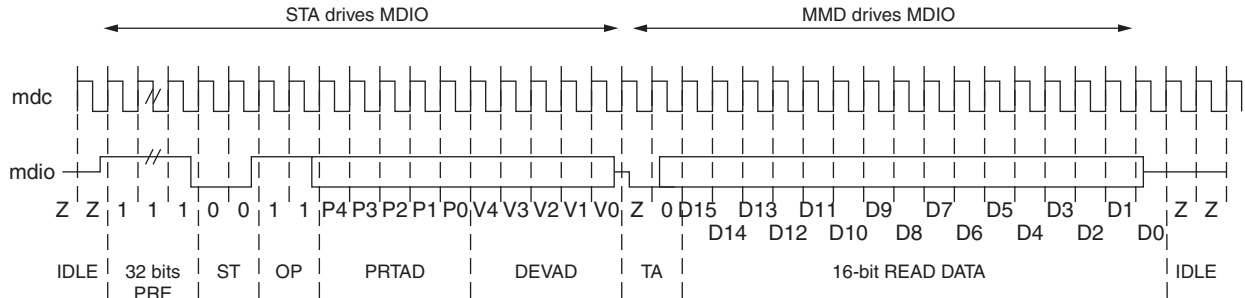 STA drives MDIO MMD drives MDIO
mdc
mdio
Z Z 1 1 1 0 0 1 1 P4 P3 P2 P1 P0 V4 V3 V2 V1 V0 Z 0 D15 D13 D11 D9 D7 D5 D3 D1 Z Z
D14 D12 D10 D8 D6 D4 D2 D0
IDLE 32 bits ST OP PRTAD DEVAD TA 16-bit READ DATA IDLE
PRE